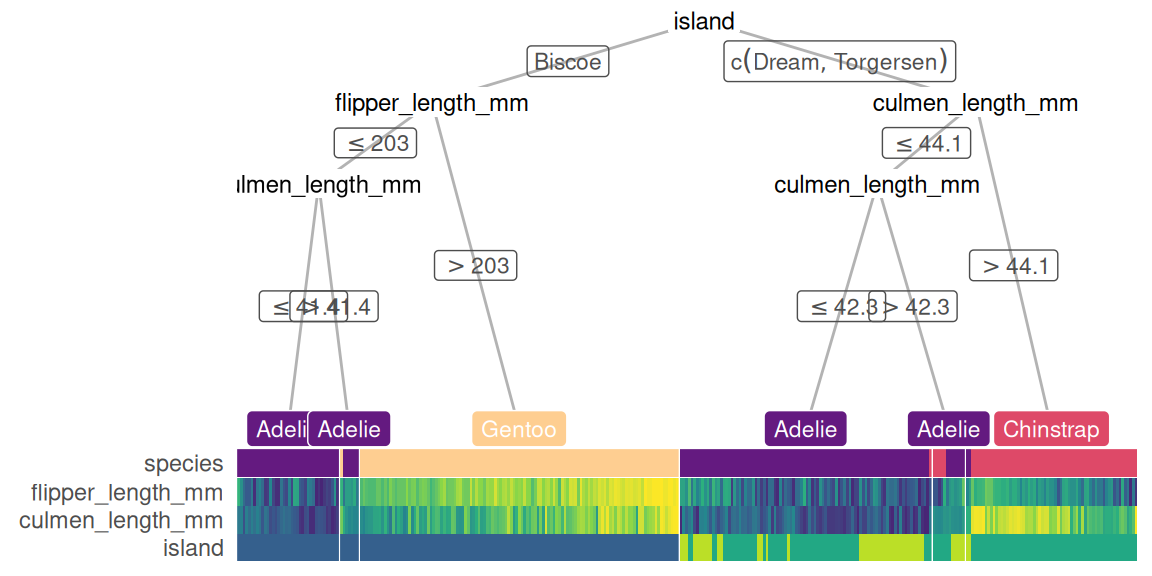 island
Biscoe
c(Dream, Torgersen)
flipper_length_mm
culmen_length_mm
≤ 203
≤ 44.1
ulmen_length_mm
culmen_length_mm
> 203
> 44.1
≤ 41.4
> 41.4
≤ 42.3
> 42.3
Adeli
Adelie
Gentoo
Adelie
Adelie
Chinstrap
species
flipper_length_mm
culmen_length_mm
island